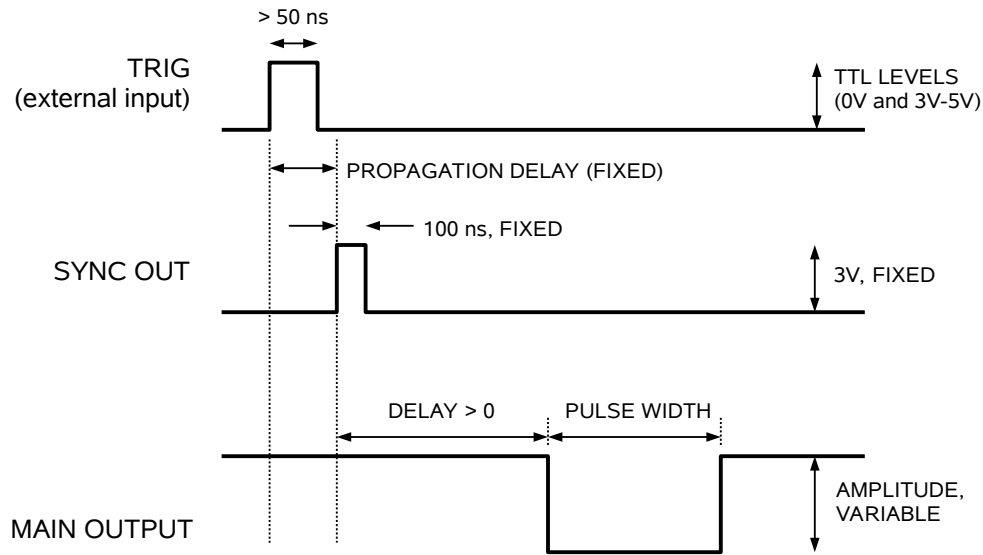 > 50 ns
TRIG
(external input)
TTL LEVELS
(0V and 3V-5V)
PROPAGATION DELAY (FIXED)
100 ns, FIXED
SYNC OUT
3V, FIXED
DELAY > 0
PULSE WIDTH
AMPLITUDE,
VARIABLE
MAIN OUTPUT